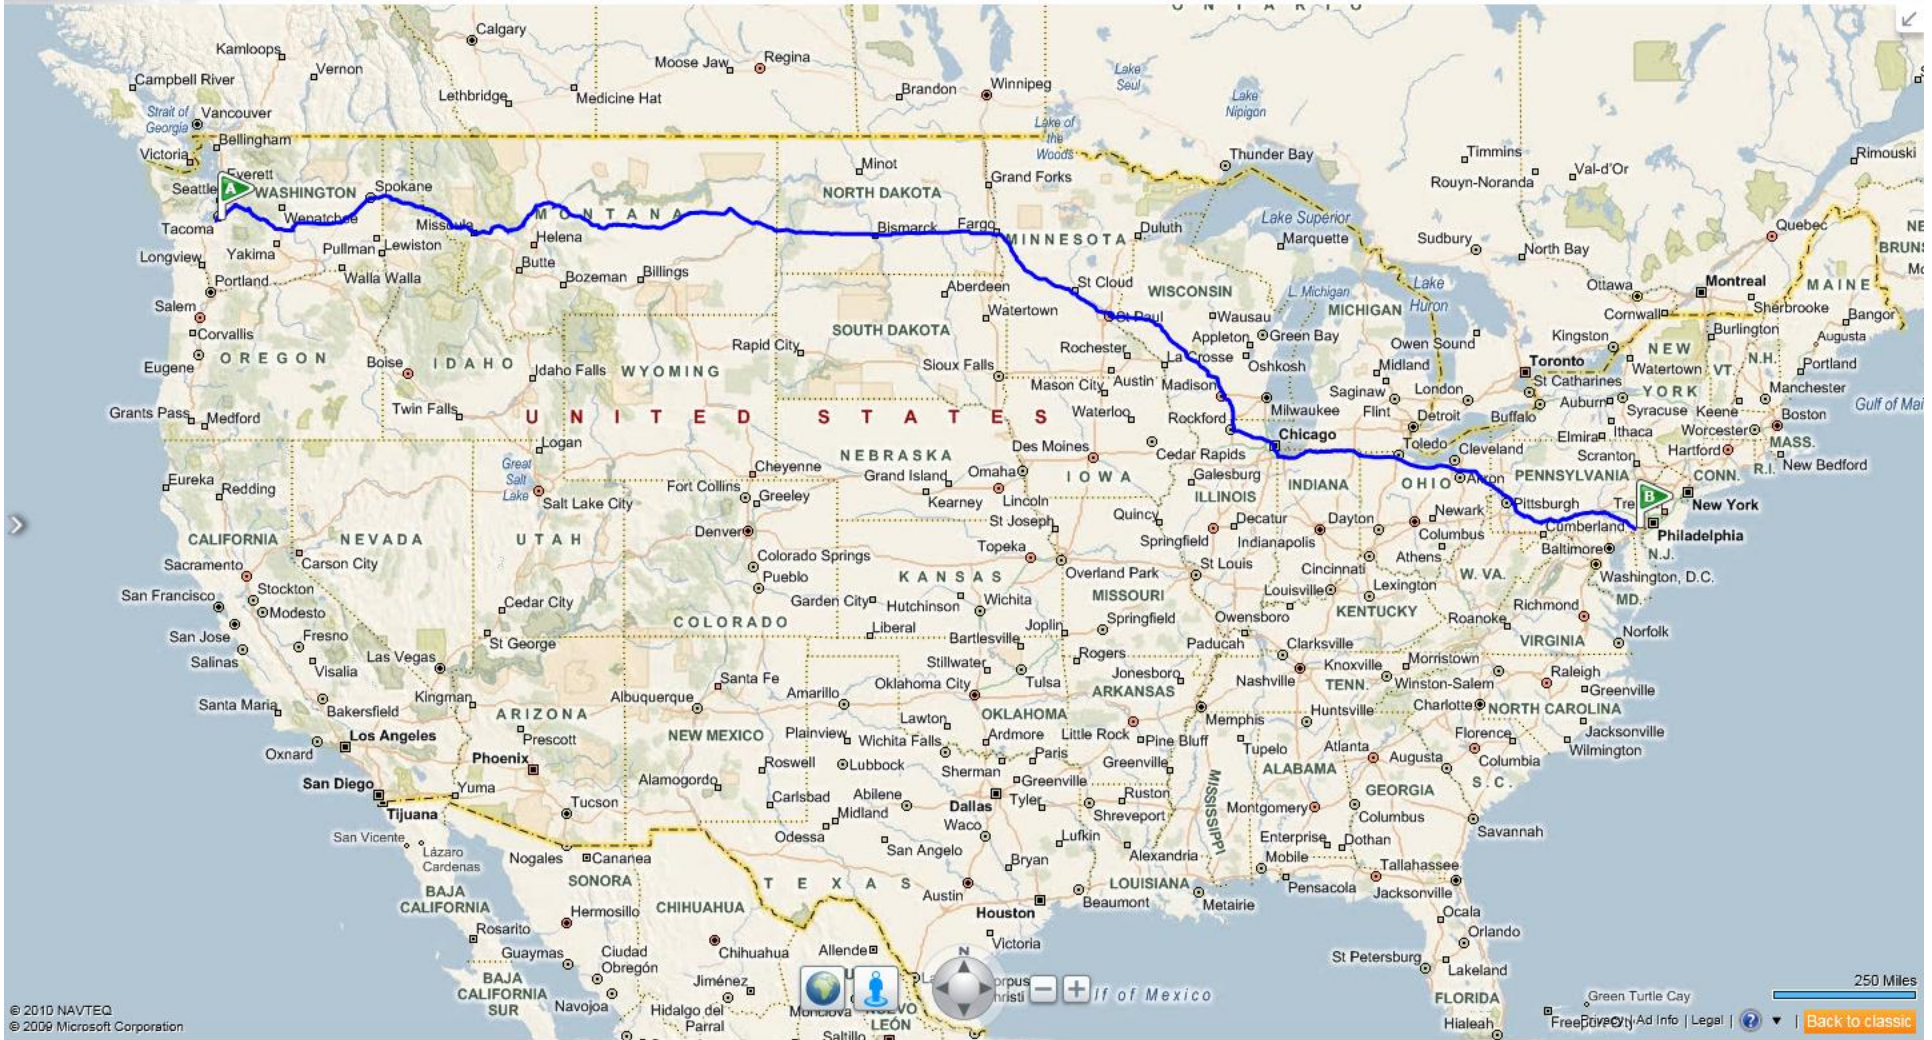 ONTARIO
Calgary
Kamloops
Vernon
Moose Jaw
Regina
Campbell River
Lethbridge
Medicine Hat
Brandon
Winnipeg
Lake
Seul
Lake
Nipigon
Strait of
Georgia
Vancouver
Bellingham
Victoria
Lake of
the
Woods
Thunder Bay
Timmins
Rouyn-Noranda
Val-d'Or
Rimouski
Everett
Seattle
A
WASHINGTON
Spokane
Minot
NORTH DAKOTA
Grand Forks
Tacoma
Wenatchee
Missoula
MONTANA
Helena
Bismarck
Fargo
MINNESOTA
Duluth
Lake Superior
Marquette
Sudbury
North Bay
Quebec
NE
BRUN
Yakima
Pullman
Lewiston
Longview
Walla Walla
Butte
Bozeman
Billings
Portland
Salem
Aberdeen
St Cloud
WISCONSIN
L. Michigan
Lake
Huron
MICHIGAN
Ottawa
Montreal
Cornwall
Sherbrooke
MAINE
Bangor
Corvallis
Eugene
OREGON
Boise
IDAHO
Idaho Falls
WYOMING
Rapid City
SOUTH DAKOTA
Watertown
St Paul
Wausau
Appleton
Green Bay
Oshkosh
Owen Sound
Kingston
Burlington
Augusta
Rochester
La Crosse
Sioux Falls
Midland
Toronto
NEW
YORK
Watertown
VT.
N.H.
Portland
Grants Pass
Medford
Twin Falls
Mason City
Austin
Madison
Saginaw
London
St Catharines
Manchester
UNITED STATES
Waterloo
Rockford
Milwaukee
Flint
Detroit
Buffalo
Auburn
Syracuse
Keene
Boston
Gulf of Mai
Logan
Des Moines
Chicago
Toledo
Elmira
Ithaca
Worcester
MASS.
Eureka
Redding
Great
Salt
Lake
Salt Lake City
Cheyenne
NEBRASKA
Grand Island
Omaha
IOWA
Cedar Rapids
Cleveland
Scranton
Hartford
R.I.
New Bedford
Fort Collins
Greeley
Kearney
Lincoln
Galesburg
ILLINOIS
INDIANA
OHIO
Akron
PENNSYLVANIA
CONN.
B
Pittsburgh
Tre
New York
CALIFORNIA
NEVADA
UTAH
Denver
St Joseph
Quincy
Decatur
Dayton
Newark
Cumberland
Philadelphia
Carson City
Sacramento
Colorado Springs
Topeka
Springfield
Indianapolis
Columbus
Baltimore
N.J.
Stockton
Pueblo
KANSAS
Overland Park
St Louis
Cincinnati
Athens
W. VA.
Washington, D.C.
San Francisco
Modesto
Cedar City
Garden City
Hutchinson
Wichita
MISSOURI
Louisville
Lexington
MD.
Richmond
San Jose
Fresno
St George
COLORADO
Liberal
Bartlesville
Joplin
Springfield
Owensboro
KENTUCKY
Roanoke
Salinas
Visalia
Las Vegas
Paducah
Clarksville
VIRGINIA
Norfolk
Stillwater
Rogers
Knoxville
Morristown
Santa Maria
Kingman
Santa Fe
Albuquerque
Amarillo
Oklahoma City
Tulsa
Jonesboro
ARKANSAS
Nashville
TENN.
Winston-Salem
Raleigh
Greenville
Bakersfield
ARIZONA
Lawton
OKLAHOMA
Memphis
Huntsville
Charlotte
NORTH CAROLINA
Los Angeles
Prescott
NEW MEXICO
Plainview
Wichita Falls
Ardmore
Little Rock
Pine Bluff
Tupelo
Atlanta
Florence
Jacksonville
Oxnard
Phoenix
Roswell
Lubbock
Paris
Augusta
Columbia
Wilmington
Sherman
Greenville
Greenville
ALABAMA
San Diego
Yuma
Alamogordo
Abilene
Dallas
Tyler
Ruston
MISSISSIPPI
GEORGIA
S.C.
Tijuana
Tucson
Carlsbad
Midland
Shreveport
Montgomery
Columbus
San Vicente
Odessa
Waco
Lufkin
Enterprise
Dothan
Savannah
Lázaro
Cardenas
Nogales
Cananea
San Angelo
Bryan
Alexandria
Mobile
Tallahassee
BAJA
CALIFORNIA
SONORA
TEXAS
Austin
LOUISIANA
Pensacola
Jacksonville
CHIHUAHUA
Houston
Beaumont
Metairie
Hermosillo
Ocala
Rosarito
Chihuahua
Allende
Victoria
Orlando
Guaymas
Ciudad
Obregón
N
St Petersburg
Lakeland
BAJA
CALIFORNIA
SUR
Jiménez
La
orpus
hristi
lf of Mexico
FLORIDA
250 Miles
Green Turtle Cay
Navojoa
Hidalgo del
Parral
Monclova
NUEVO
LEÓN
Saltillo
Hialeah
Freeport City
Privacy | Ad Info | Legal |
?
|
Back to classic
© 2010 NAVTEQ
© 2009 Microsoft Corporation